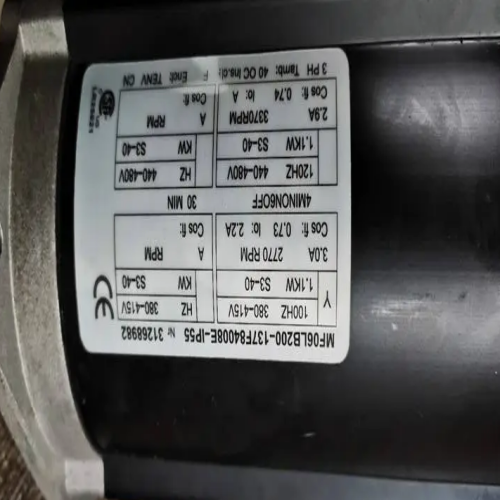 MF06LB200-137F84008E-IP55 Nr 31268982
Y 100HZ 380-415V HZ 380-415V
1.1KW S3-40 KW S3-40
3.0A 2770 RPM A RPM
Cos fi: 0.73 Io: 2.2A Cos fi:
CE
4MINON6OFF 30 MIN
120HZ 440-480V HZ 440-480V
1.1KW S3-40 KW S3-40
2.9A 3370RPM A RPM
Cos fi: 0.74 Io: A Cos fi:
3 PH Tamb: 40 OC Ins.cl: F Encl: TENV CN